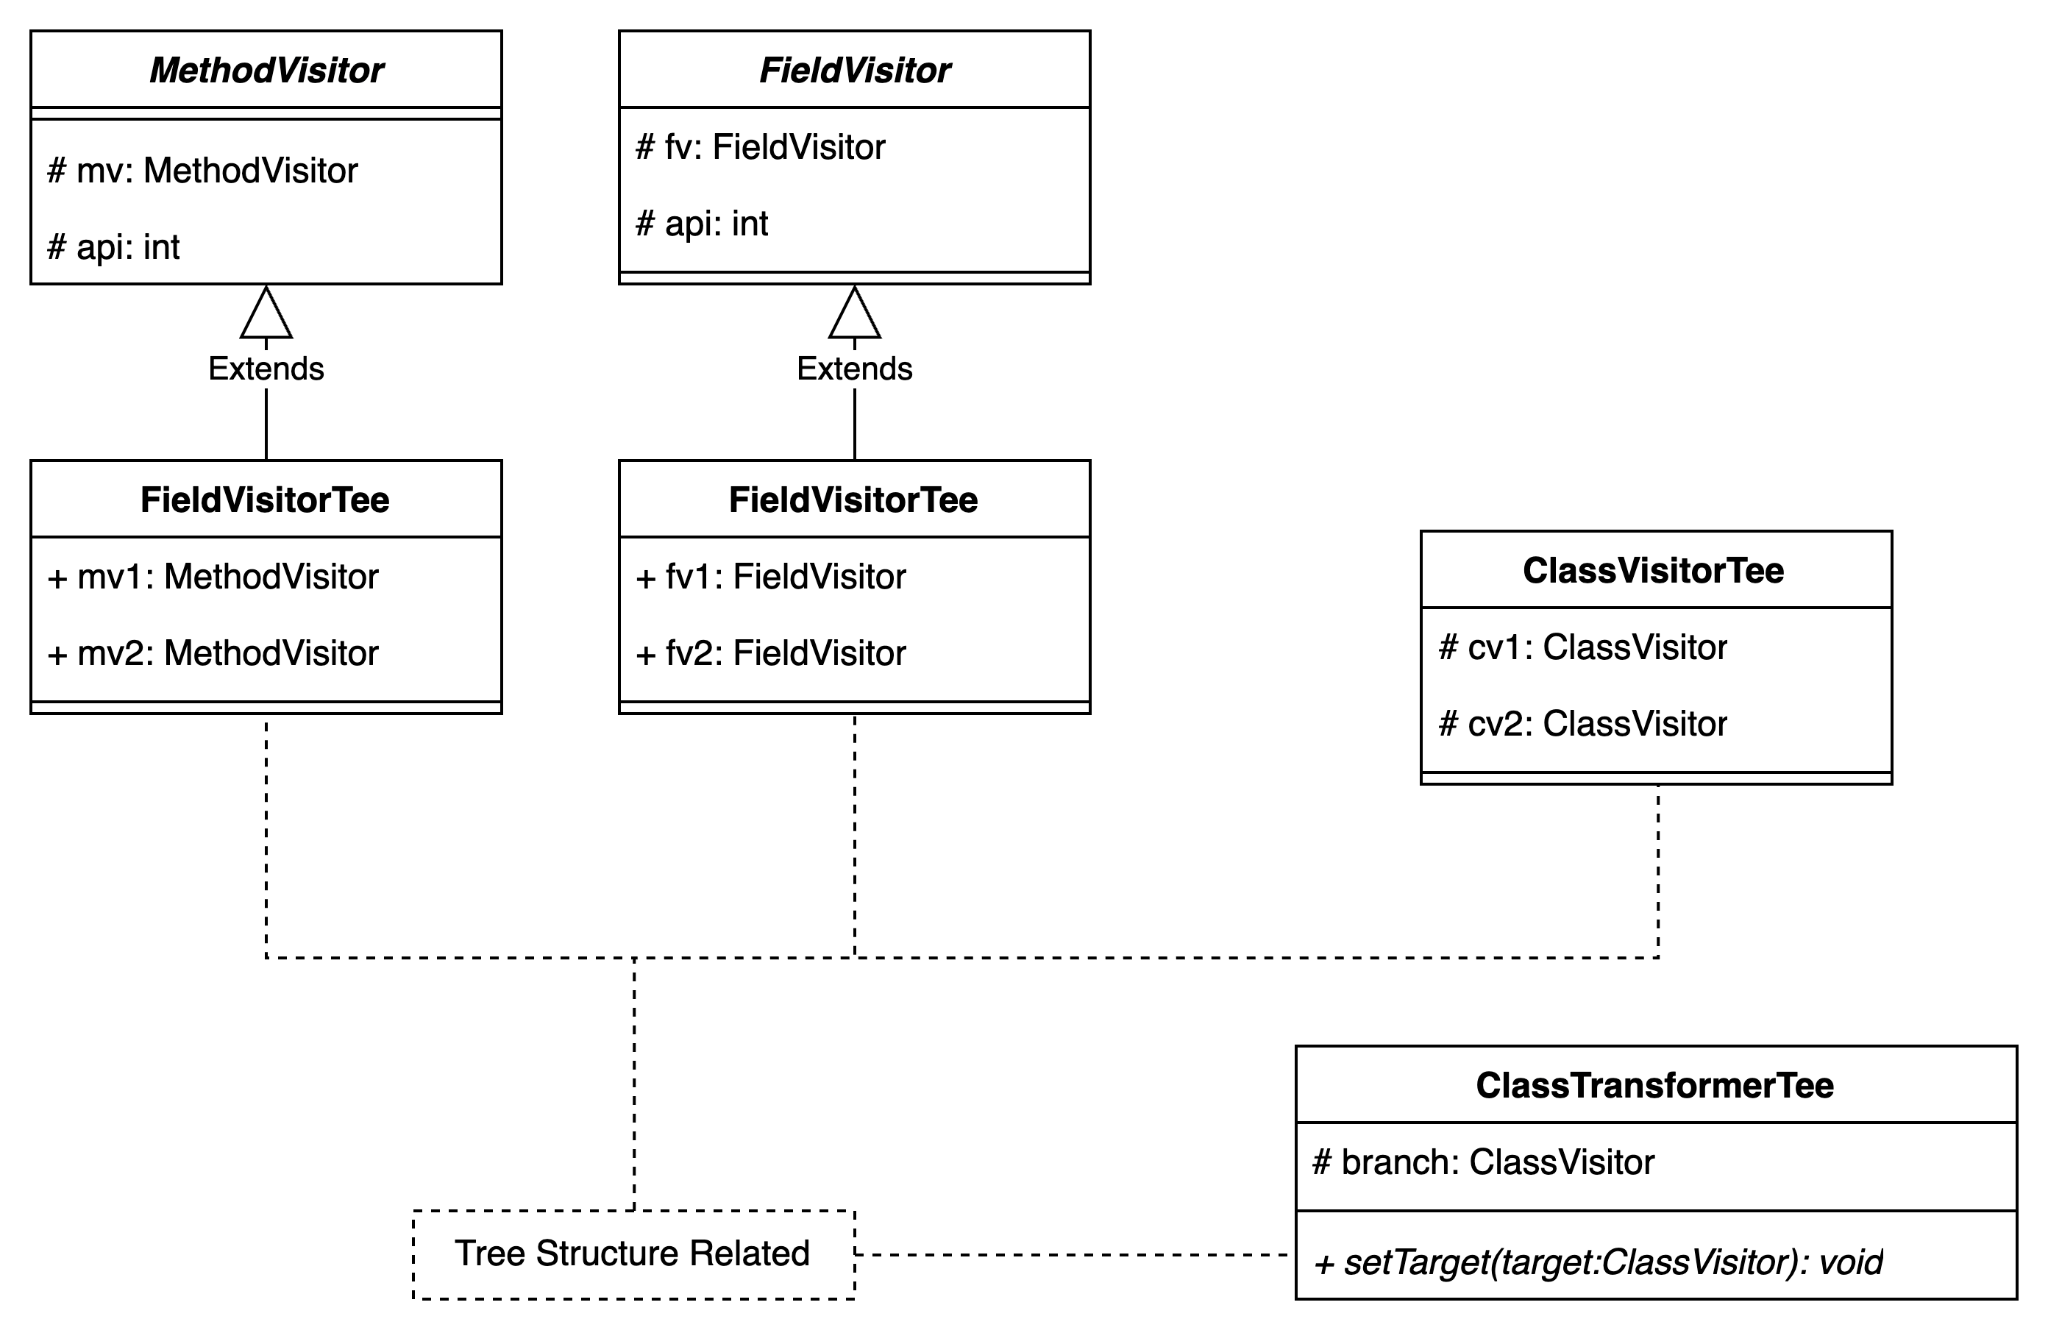 MethodVisitor
# mv: MethodVisitor
# api: int
FieldVisitor
# fv: FieldVisitor
# api: int
Extends
Extends
FieldVisitorTee
+ mv1: MethodVisitor
+ mv2: MethodVisitor
FieldVisitorTee
+ fv1: FieldVisitor
+ fv2: FieldVisitor
ClassVisitorTee
# cv1: ClassVisitor
# cv2: ClassVisitor
Tree Structure Related
ClassTransformerTee
# branch: ClassVisitor
+ setTarget(target:ClassVisitor): void